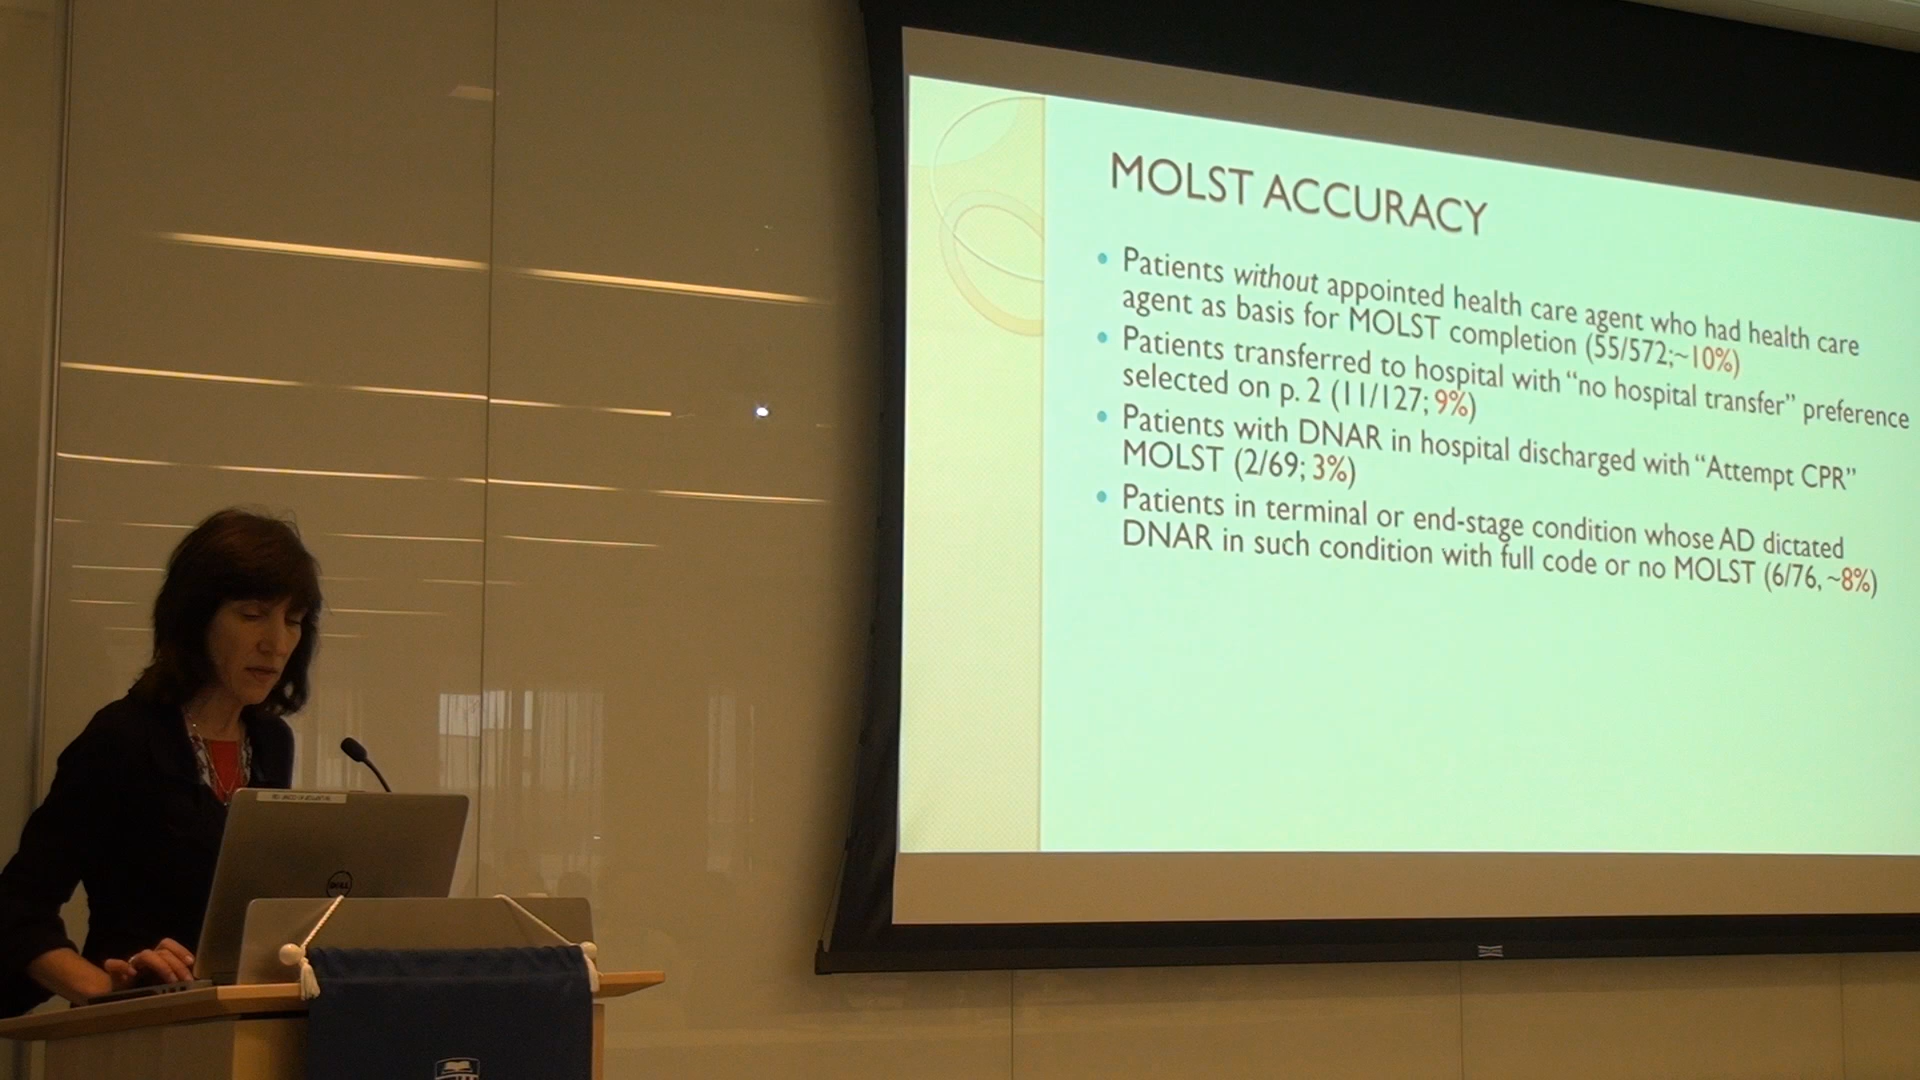 MOLST ACCURACY
• Patients without appointed health care agent who had health care
agent as basis for MOLST completion (55/572;~10%)
• Patients transferred to hospital with “no hospital transfer” preference
selected on p. 2 (11/127; 9%)
• Patients with DNAR in hospital discharged with “Attempt CPR”
MOLST (2/69; 3%)
• Patients in terminal or end-stage condition whose AD dictated
DNAR in such condition with full code or no MOLST (6/76, ~8%)
DELL